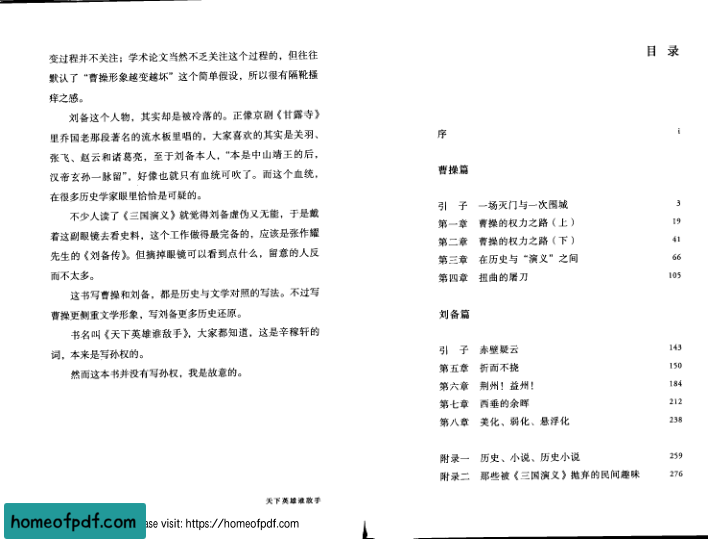 变过程并不关注；学术论文当然不乏关注这个过程的，但往往
默认了“曹操形象越变越坏”这个简单假设，所以很有隔靴搔
痒之感。
刘备这个人物，其实却是被冷落的。正像京剧《甘露寺》
里乔国老那段著名的流水板里唱的，大家喜欢的其实是关羽、
张飞、赵云和诸葛亮，至于刘备本人，“本是中山靖王的后，
汉帝玄孙一脉留”，好像也就只有血统可吹了。而这个血统，
在很多历史学家眼里恰恰是可疑的。
不少人读了《三国演义》就觉得刘备虚伪又无能，于是戴
着这副眼镜去看史料，这个工作做得最完备的，应该是张作耀
先生的《刘备传》。但摘掉眼镜可以看到点什么，留意的人反
而不太多。
这书写曹操和刘备，都是历史与文学对照的写法。不过写
曹操更侧重文学形象，写刘备更多历史还原。
书名叫《天下英雄谁敌手》，大家都知道，这是辛稼轩的
词，本来是写孙权的。
然而这本书并没有写孙权，我是故意的。
天下英雄谁敌手
目 录
序 i
曹操篇
引 子 一场灭门与一次围城 3
第一章 曹操的权力之路（上） 19
第二章 曹操的权力之路（下） 41
第三章 在历史与“演义”之间 66
第四章 扭曲的屠刀 105
刘备篇
引 子 赤壁疑云 143
第五章 折而不挠 150
第六章 荆州！益州！ 184
第七章 西垂的余晖 212
第八章 美化、弱化、悬浮化 238
附录一 历史、小说、历史小说 259
附录二 那些被《三国演义》抛弃的民间趣味 276
homeofpdf.com
ase visit: https://homeofpdf.com